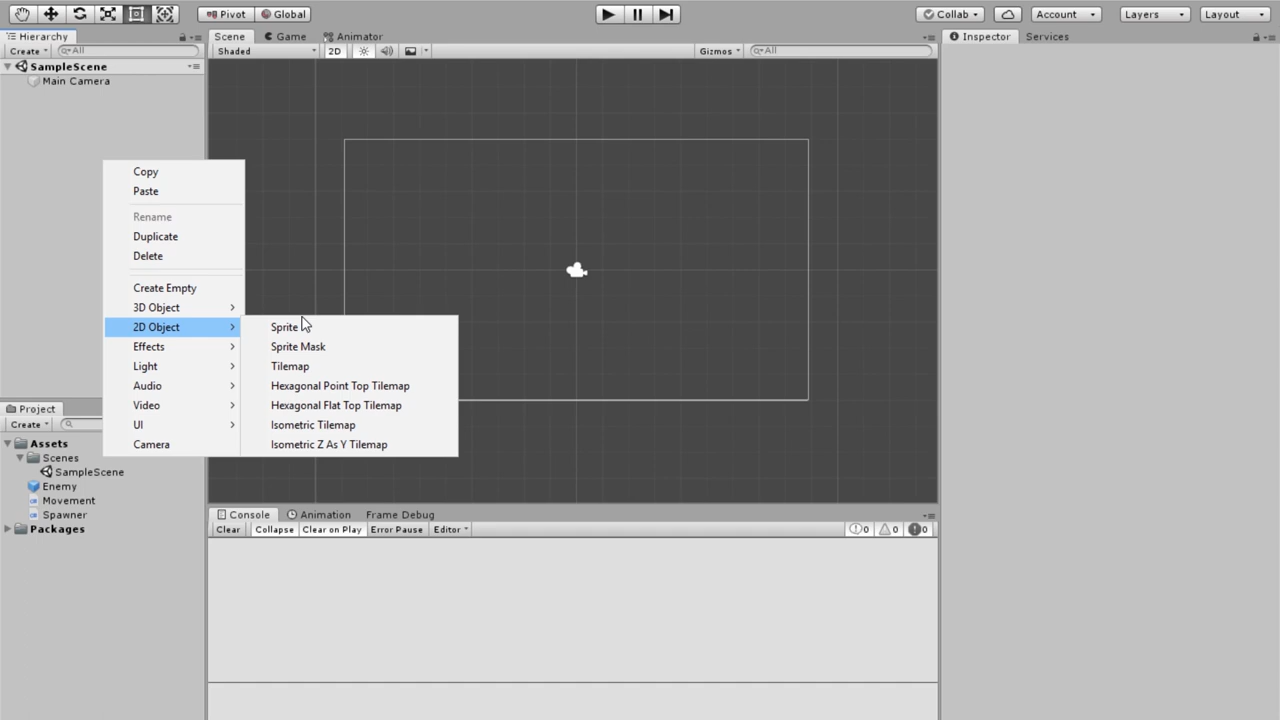 Pivot Global Collab Account Layers Layout
Hierarchy Scene Game Animator Inspector Services
Create All Shaded 2D Gizmos All
SampleScene
Main Camera
Copy
Paste
Rename
Duplicate
Delete
Create Empty
3D Object
2D Object
Effects
Light
Audio
Video
UI
Camera
Sprite
Sprite Mask
Tilemap
Hexagonal Point Top Tilemap
Hexagonal Flat Top Tilemap
Isometric Tilemap
Isometric Z As Y Tilemap
Project
Create
Assets
Scenes
SampleScene
Enemy
Movement
Spawner
Packages
Console Animation Frame Debug
Clear Collapse Clear on Play Error Pause Editor 0 0 0